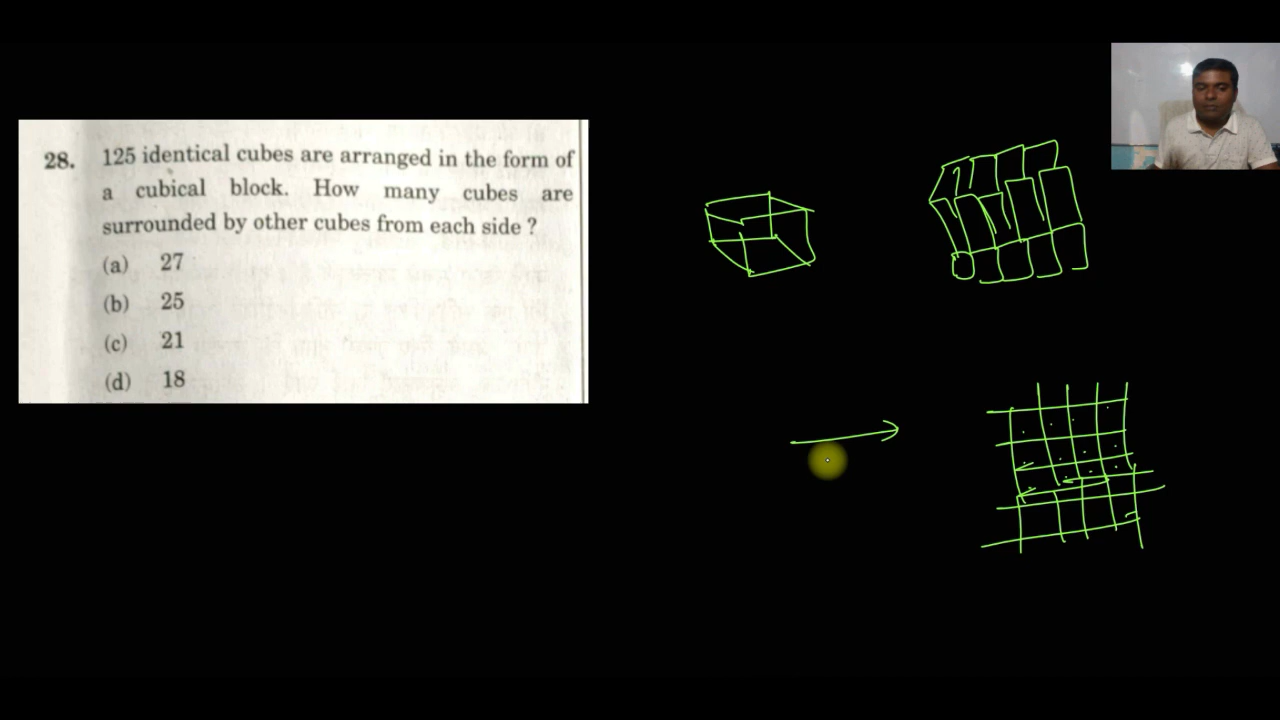 28. 125 identical cubes are arranged in the form of
a cubical block. How many cubes are
surrounded by other cubes from each side ?
(a) 27
(b) 25
(c) 21
(d) 18